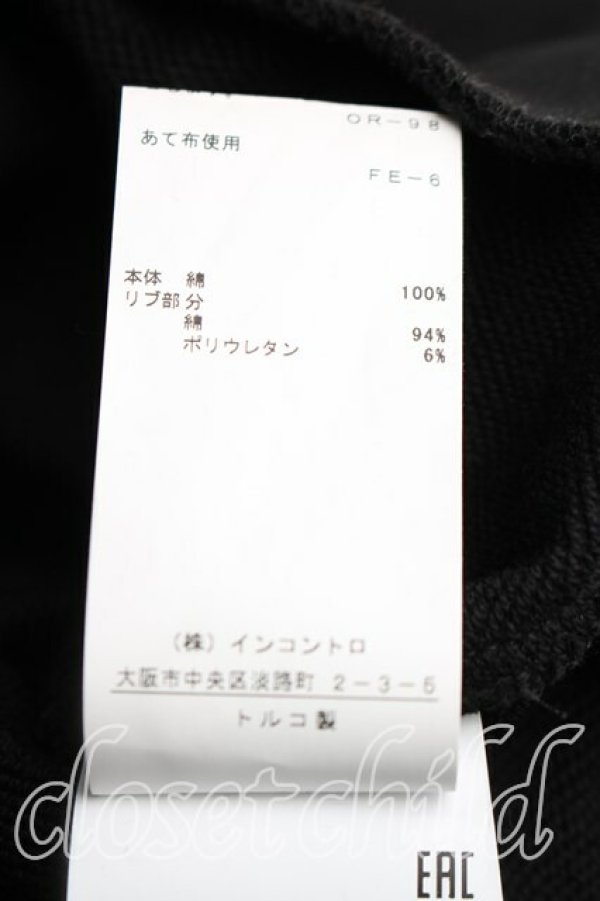 OR-98
あて布使用
FE-6
本体 綿 100%
リブ部分
綿 94%
ポリウレタン 6%
(株) インコントロ
大阪市中央区淡路町 2-3-5
トルコ製
closetchild
EAC